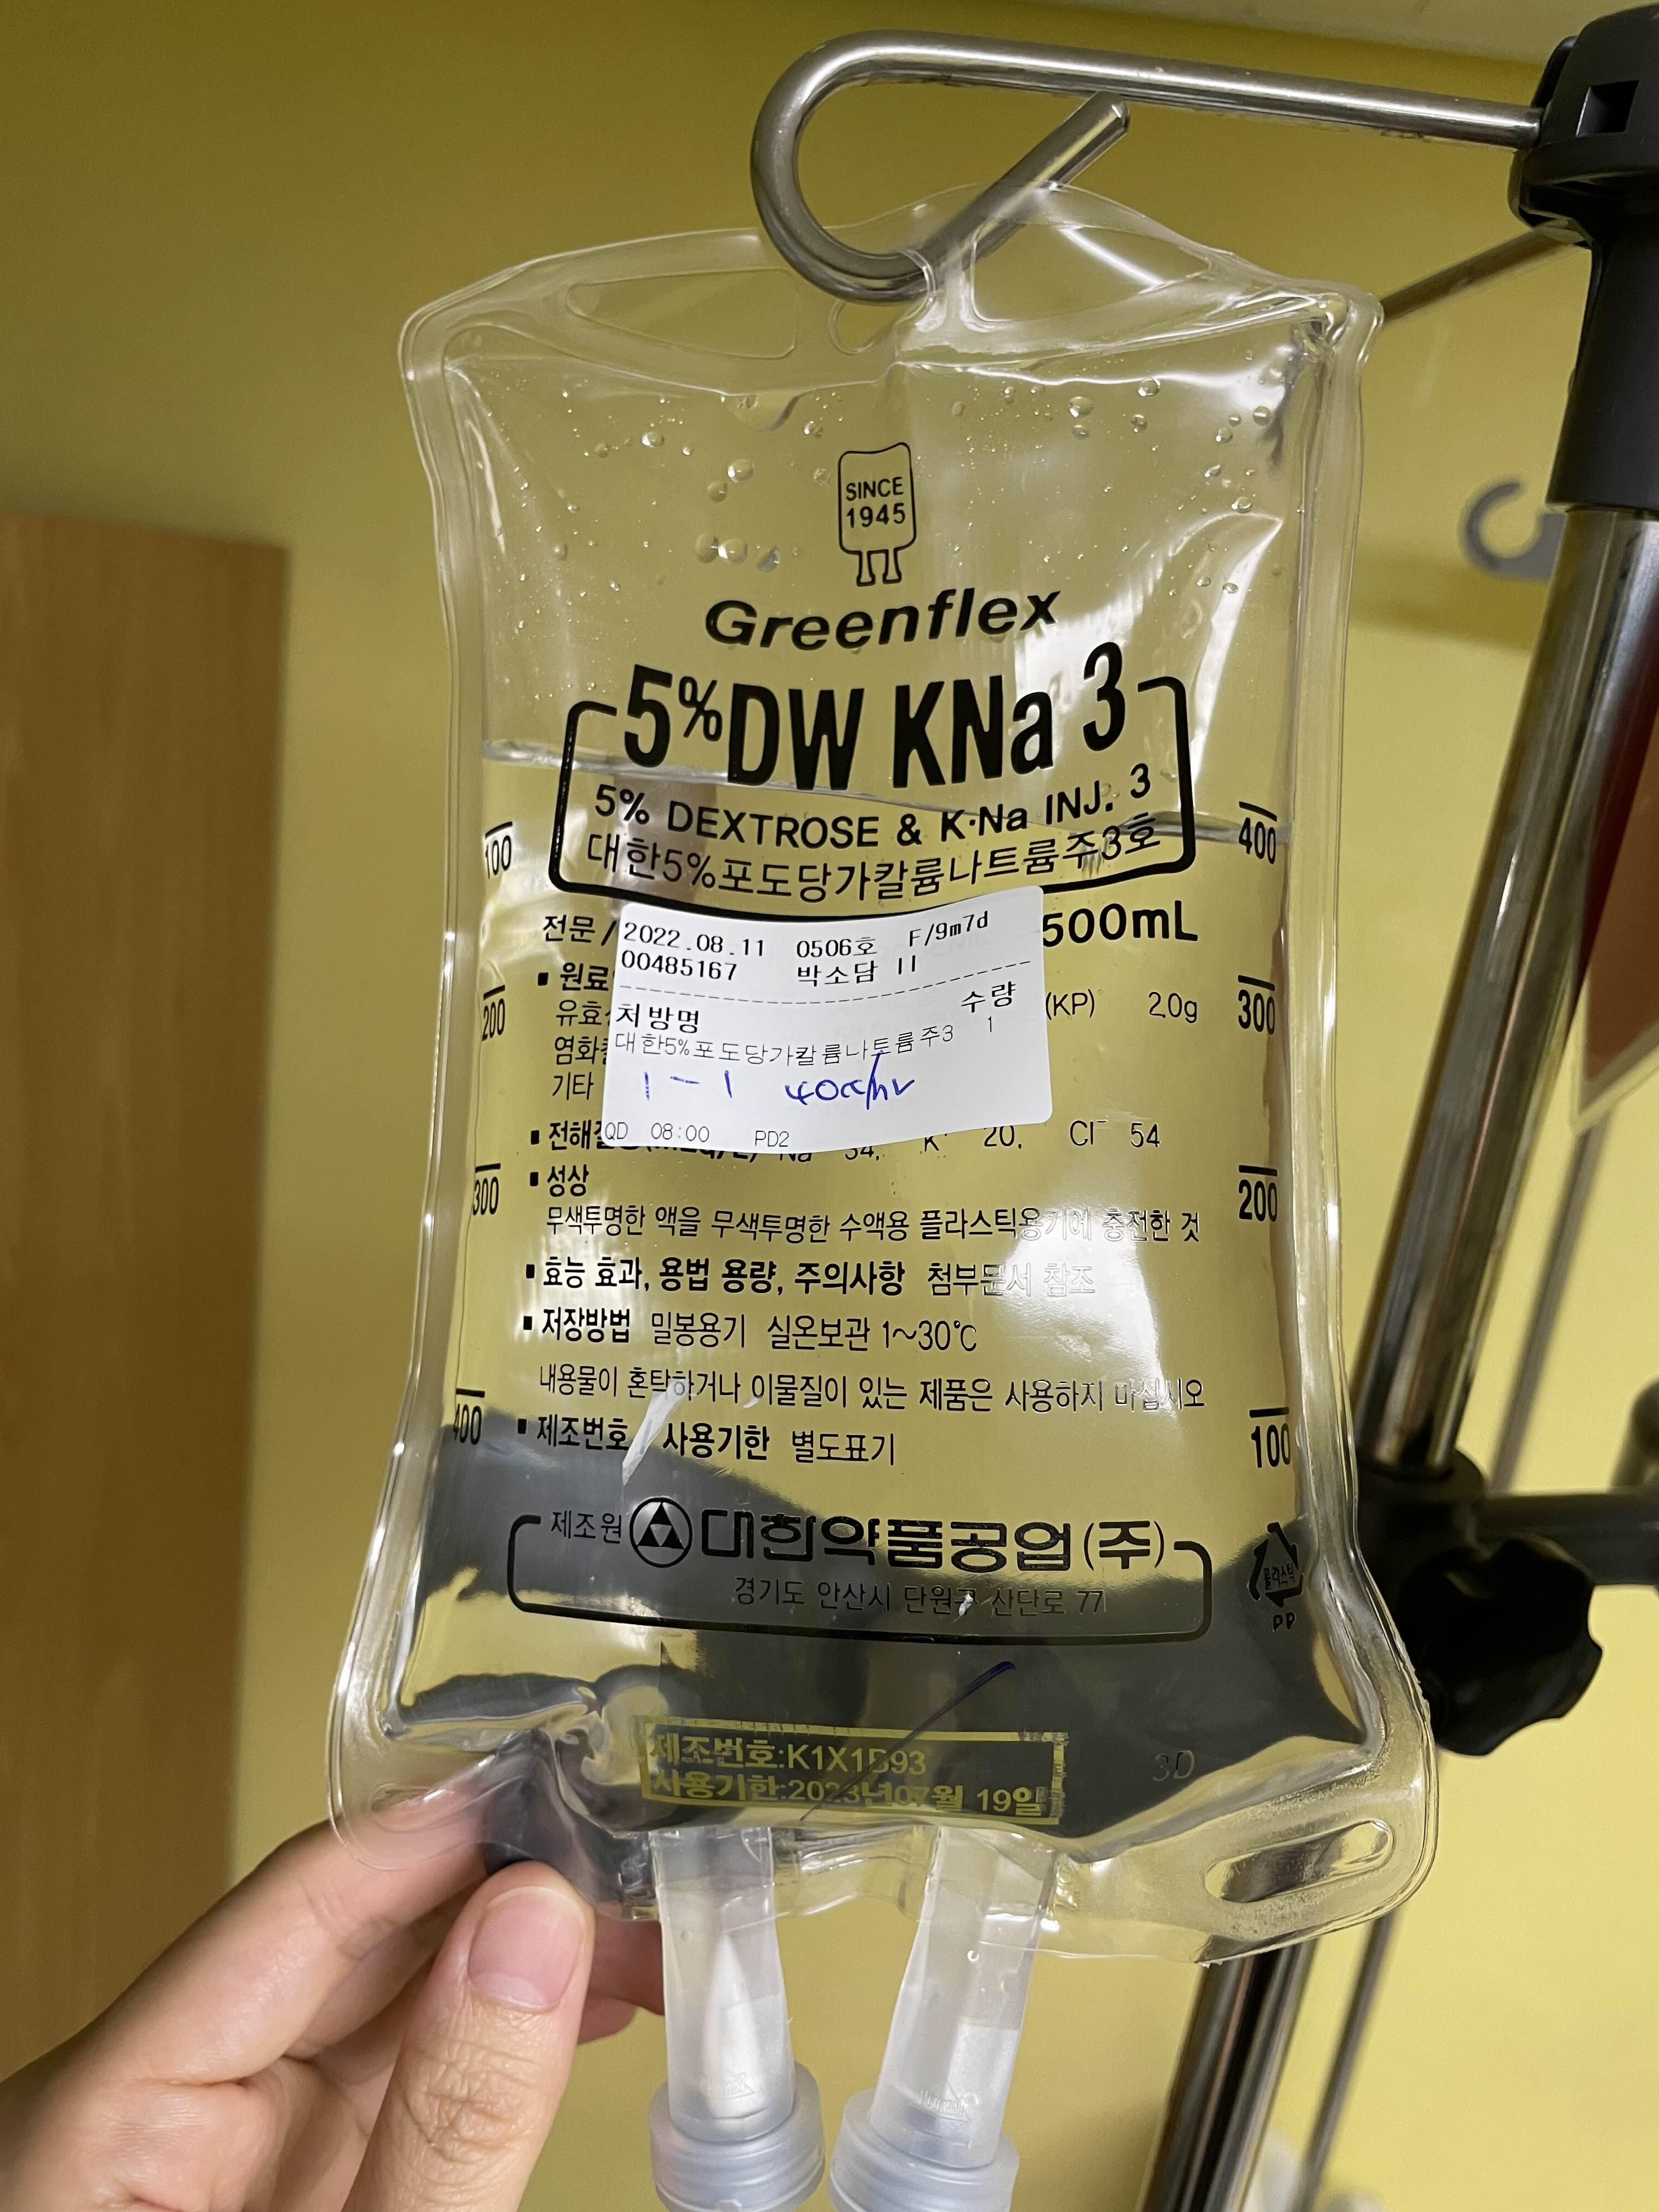 SINCE
1945
Greenflex
5%DW KNa 3
5% DEXTROSE & K·Na INJ. 3
대한5%포도당가칼륨나트륨주3호
100
400
전문/
500mL
2022.08.11 0506호 F/9m7d
00485167 박소담 II
처방명 수량
대한5%포도당가칼륨나트륨주3 1
1-1 40cc/hr
QD 08:00 PD2
원료
(KP) 2.0g
200
300
유효
염화
기타
전해질
Na 34, K+ 20, Cl- 54
성상
무색투명한 액을 무색투명한 수액용 플라스틱용기에 충전한 것
300
200
효능 효과, 용법 용량, 주의사항 첨부문서 참조
저장방법 밀봉용기 실온보관 1~30℃
내용물이 혼탁하거나 이물질이 있는 제품은 사용하지 마십시오
400
100
제조번호/ 사용기한 별도표기
제조원 대한약품공업(주)
경기도 안산시 단원구 산단로 77
플라스틱
PP
제조번호:K1X1B93
사용기한:2023년07월 19일
3D